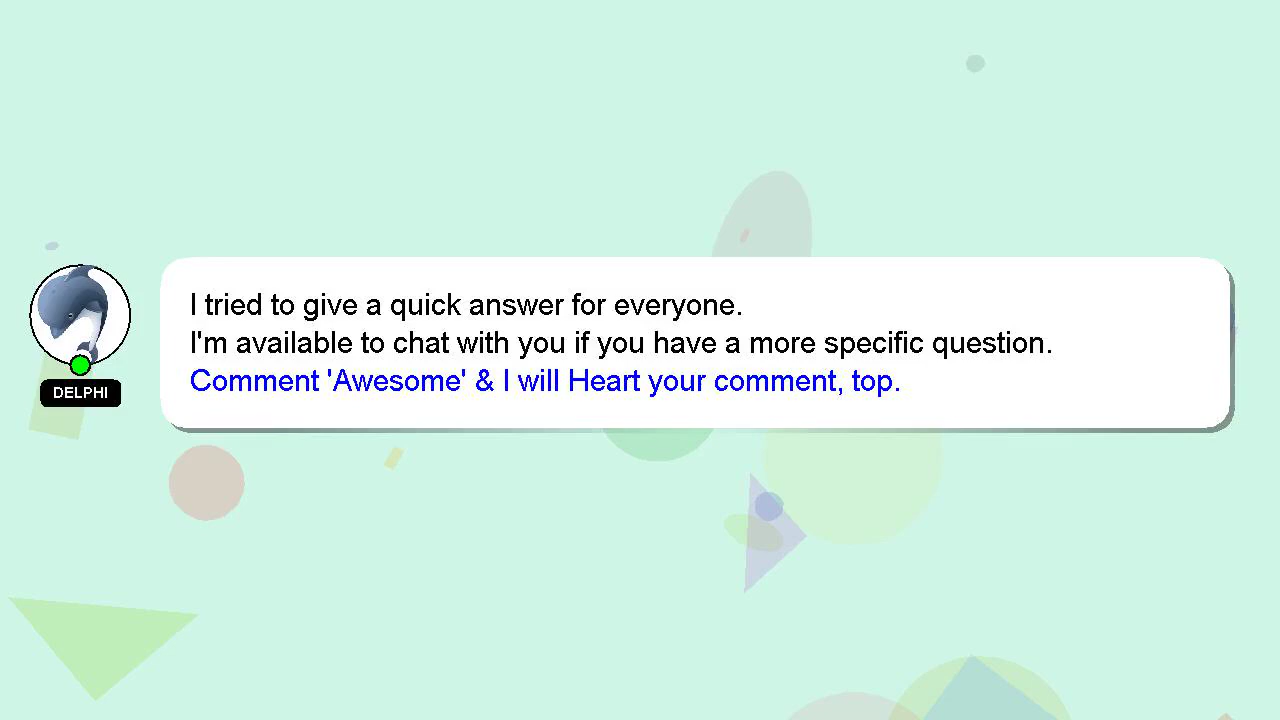 I tried to give a quick answer for everyone.
I'm available to chat with you if you have a more specific question.
Comment 'Awesome' & I will Heart your comment, top.
DELPHI